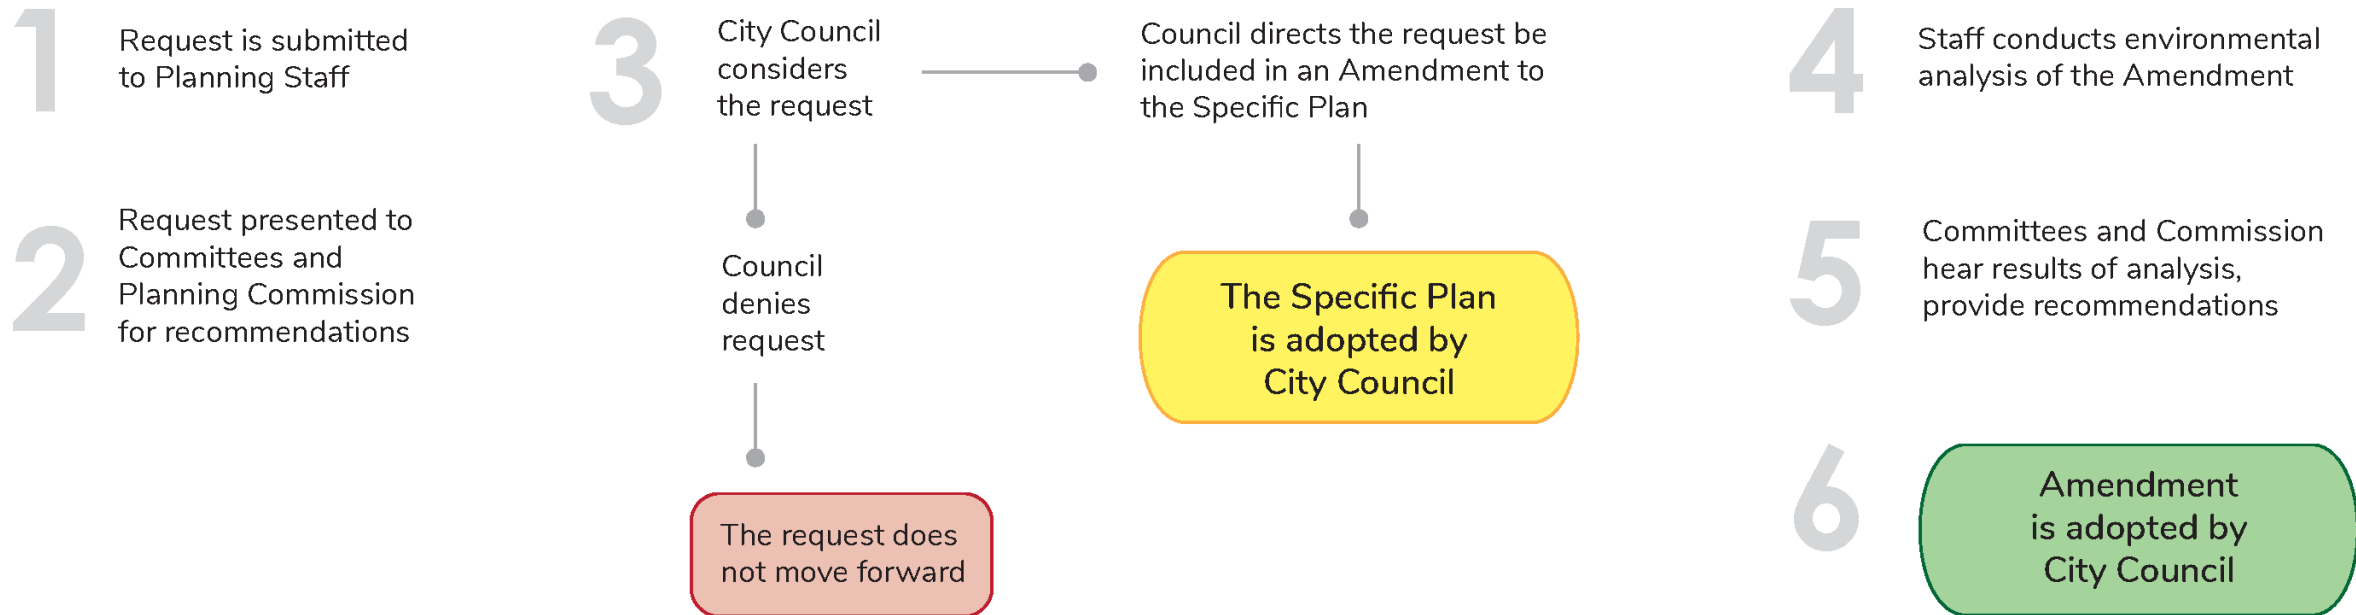 1
Request is submitted
to Planning Staff
2
Request presented to
Committees and
Planning Commission
for recommendations
3
City Council
considers
the request
Council
denies
request
The request does
not move forward
Council directs the request be
included in an Amendment to
the Specific Plan
The Specific Plan
is adopted by
City Council
4
Staff conducts environmental
analysis of the Amendment
5
Committees and Commission
hear results of analysis,
provide recommendations
6
Amendment
is adopted by
City Council